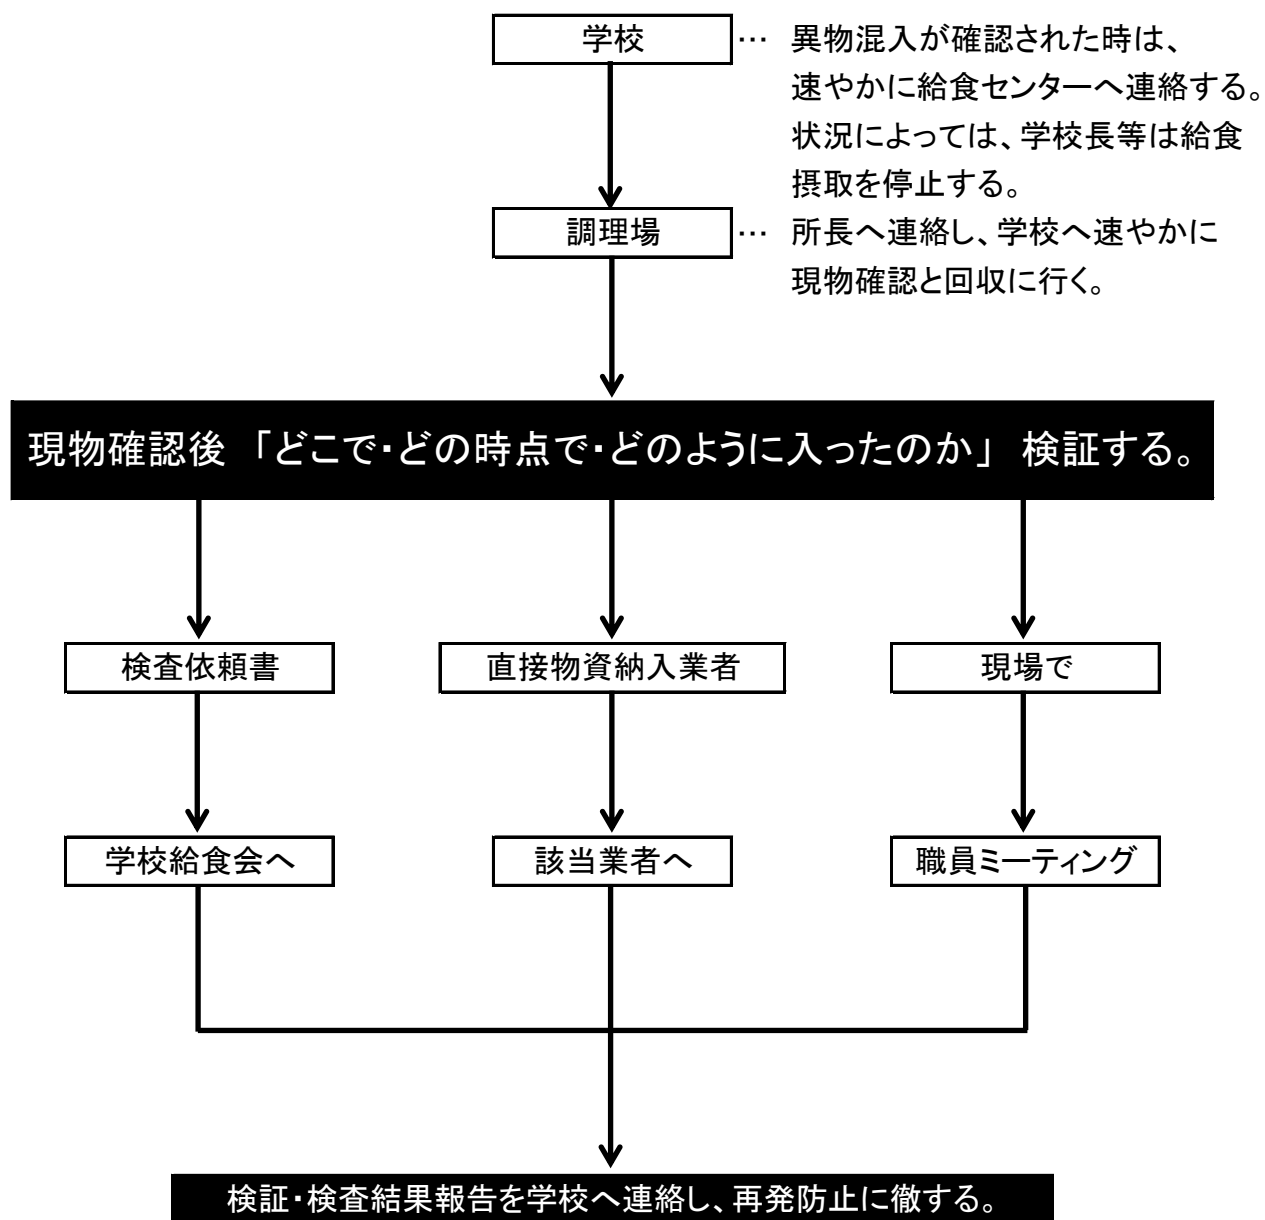 学校
… 異物混入が確認された時は、
速やかに給食センターへ連絡する。
状況によっては、学校長等は給食
摂取を停止する。
調理場
… 所長へ連絡し、学校へ速やかに
現物確認と回収に行く。
現物確認後 「どこで・どの時点で・どのように入ったのか」 検証する。
検査依頼書
直接物資納入業者
現場で
学校給食会へ
該当業者へ
職員ミーティング
検証・検査結果報告を学校へ連絡し、再発防止に徹する。